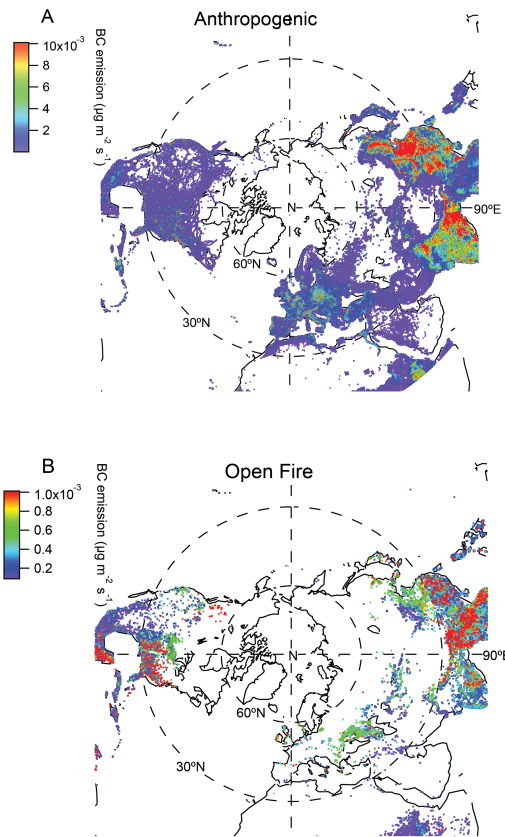 A
Anthropogenic
10x10⁻³
8
6
4
2
BC emission (µg m⁻² s⁻¹)
N
90ºE
60ºN
30ºN
B
Open Fire
1.0x10⁻³
0.8
0.6
0.4
0.2
BC emission (µg m⁻² s⁻¹)
N
90ºE
60ºN
30ºN